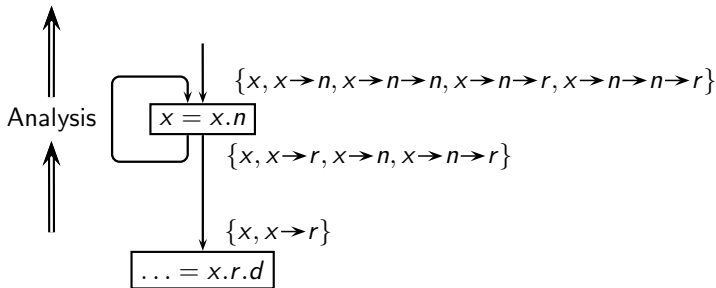 {x, x→n, x→n→n, x→n→r, x→n→n→r}
Analysis
x = x.n
{x, x→r, x→n, x→n→r}
{x, x→r}
... = x.r.d